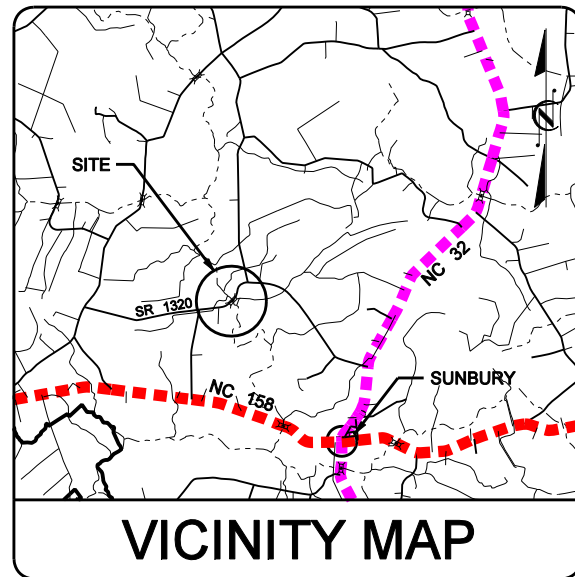 SITE
NC 32
SR 1320
SUNBURY
NC 158
VICINITY MAP